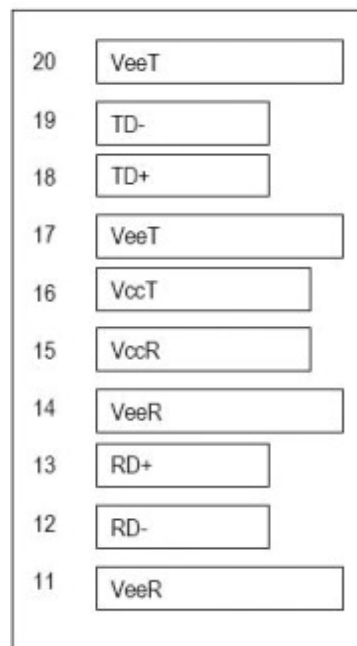 20 VeeT
19 TD-
18 TD+
17 VeeT
16 VccT
15 VccR
14 VeeR
13 RD+
12 RD-
11 VeeR